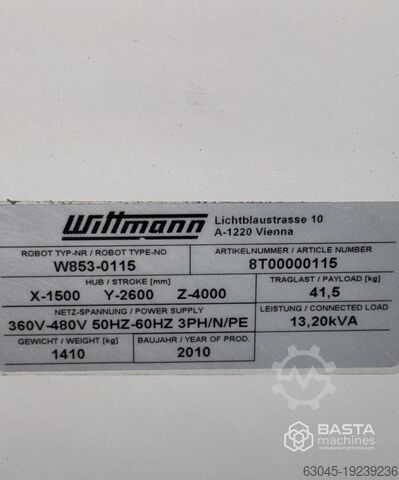 Wittmann
Lichtblaustrasse 10
A-1220 Vienna
ROBOT TYP-NR / ROBOT TYPE-NO
ARTIKELNUMMER / ARTICLE NUMBER
W853-0115
8T00000115
HUB / STROKE [mm]
TRAGLAST / PAYLOAD [kg]
X-1500 Y-2600 Z-4000
41,5
NETZ-SPANNUNG / POWER SUPPLY
LEISTUNG / CONNECTED LOAD
360V-480V 50HZ-60HZ 3PH/N/PE
13,20kVA
GEWICHT / WEIGHT [kg]
BAUJAHR / YEAR OF PROD.
1410
2010
BASTA
machines
63045-19239236